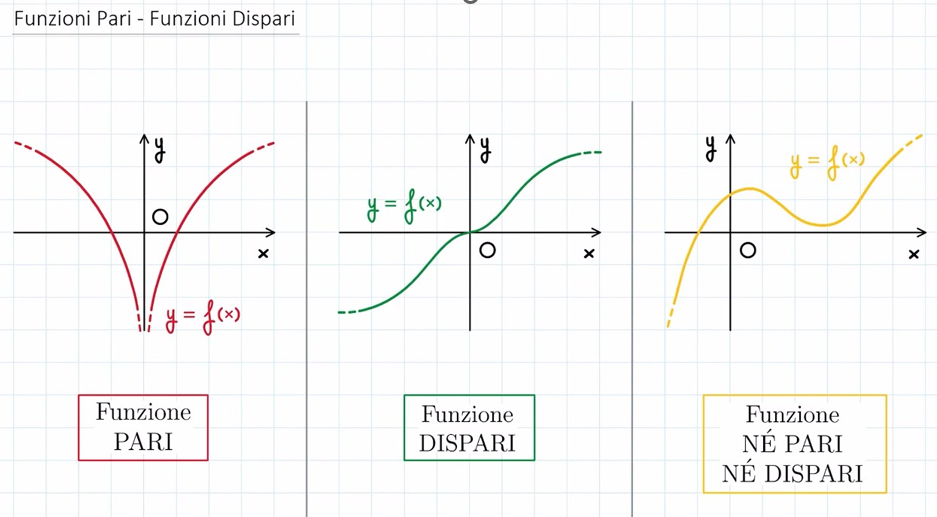 Funzioni Pari - Funzioni Dispari
y
O
x
y = f(x)
y
y = f(x)
O
x
y
y = f(x)
O
x
Funzione
PARI
Funzione
DISPARI
Funzione
NÉ PARI
NÉ DISPARI